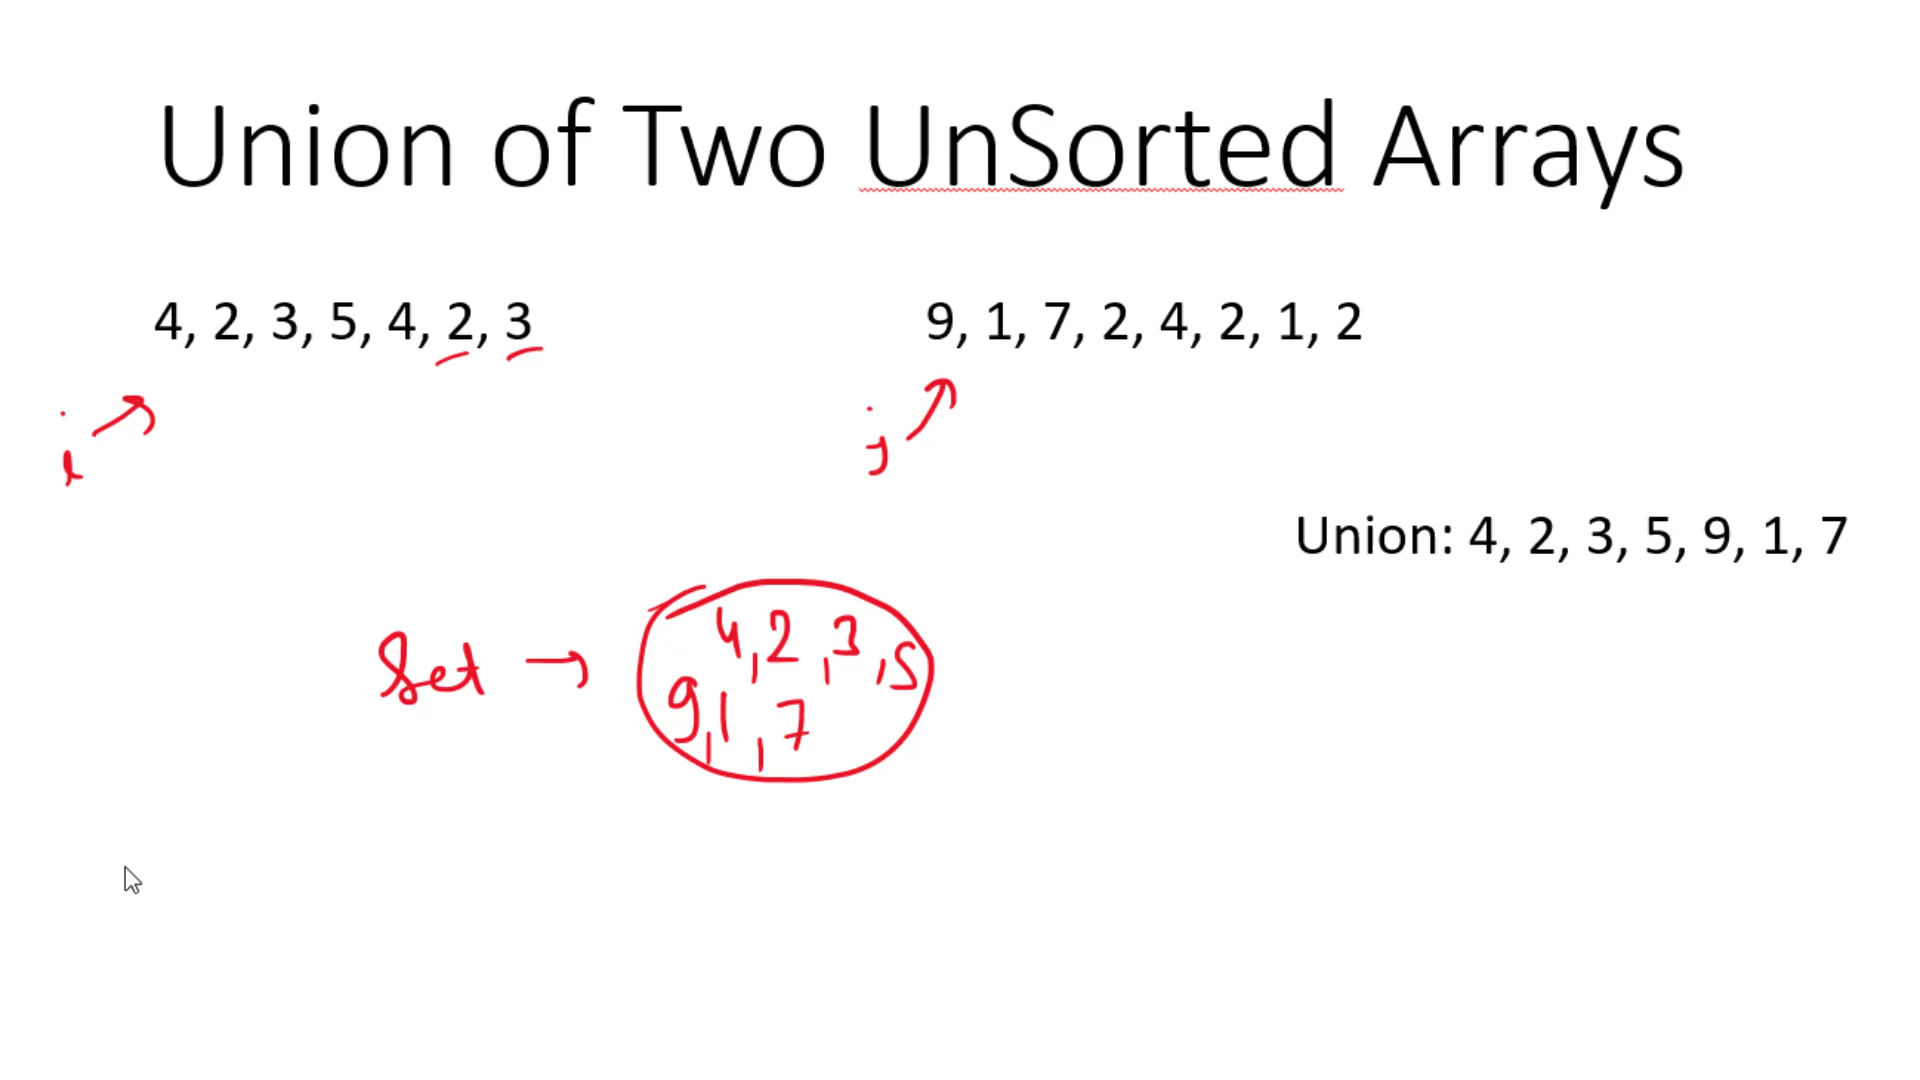 Union of Two UnSorted Arrays
4, 2, 3, 5, 4, 2, 3
9, 1, 7, 2, 4, 2, 1, 2
i
j
Union: 4, 2, 3, 5, 9, 1, 7
Set → 4, 2, 3, 5
9, 1, 7